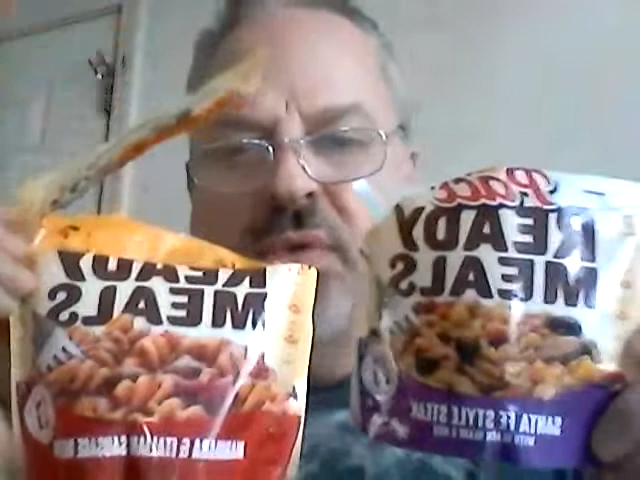 READY
MEALS
MARINARA & ITALIAN SAUSAGE
Pace
READY
MEALS
SANTA FE STYLE STEAK